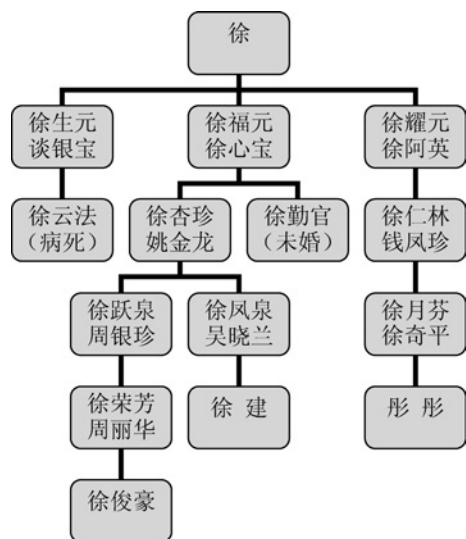 徐
徐生元
谈银宝
徐福元
徐心宝
徐耀元
徐阿英
徐云法
（病死）
徐杏珍
姚金龙
徐勤官
（未婚）
徐仁林
钱凤珍
徐跃泉
周银珍
徐凤泉
吴晓兰
徐月芬
徐奇平
徐荣芳
周丽华
徐 建
彤 彤
徐俊豪